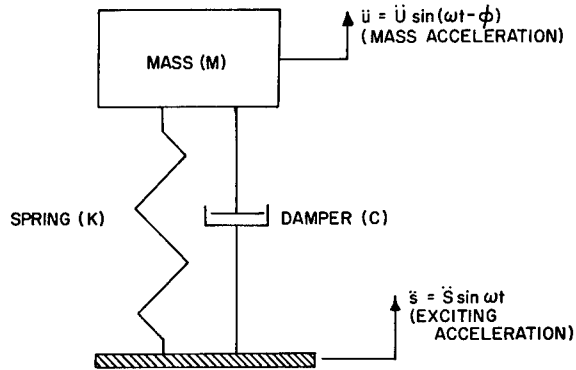 ü = Ü sin (ωt-ϕ)
(MASS ACCELERATION)
MASS (M)
SPRING (K)
DAMPER (C)
s̈ = S̈ sin ωt
(EXCITING
ACCELERATION)